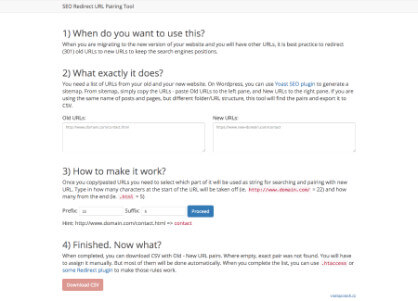 SEO Redirect URL Pairing Tool
1) When do you want to use this?
When you are migrating to the new version of your website and you will have other URLs, it is best practice to redirect
(301) old URLs to new URLs to keep the search engines positions.
2) What exactly it does?
You need a list of URLs from your old and your new website. On Wordpress, you can use Yoast SEO plugin to generate a
sitemap. From sitemap, simply copy the URLs - paste Old URLs to the left pane, and New URLs to the right pane. If you are
using the same name of posts and pages, but different folder/URL structure, this tool will find the pairs and export it to
CSV.
Old URLs: New URLs:
http://www.domain.com/contact.html https://www.new-domain.com/contact
3) How to make it work?
Once you copy/pasted URLs you need to select which part of it will be used as string for searching and pairing with new
URL. Type in how many characters at the start of the URL will be taken off (ie. http://www.domain.com/ = 22) and how
many from the end (ie. .html = 5)
Prefix: 22 Suffix: 5 Proceed
Hint: http://www.domain.com/contact.html => contact
4) Finished. Now what?
When completed, you can download CSV with Old - New URL pairs. Where empty, exact pair was not found. You will have
to assign it manually. But most of them will be done automatically. When you complete the list, you can use .htaccess or
some Redirect plugin to make those rules work.
Download CSV